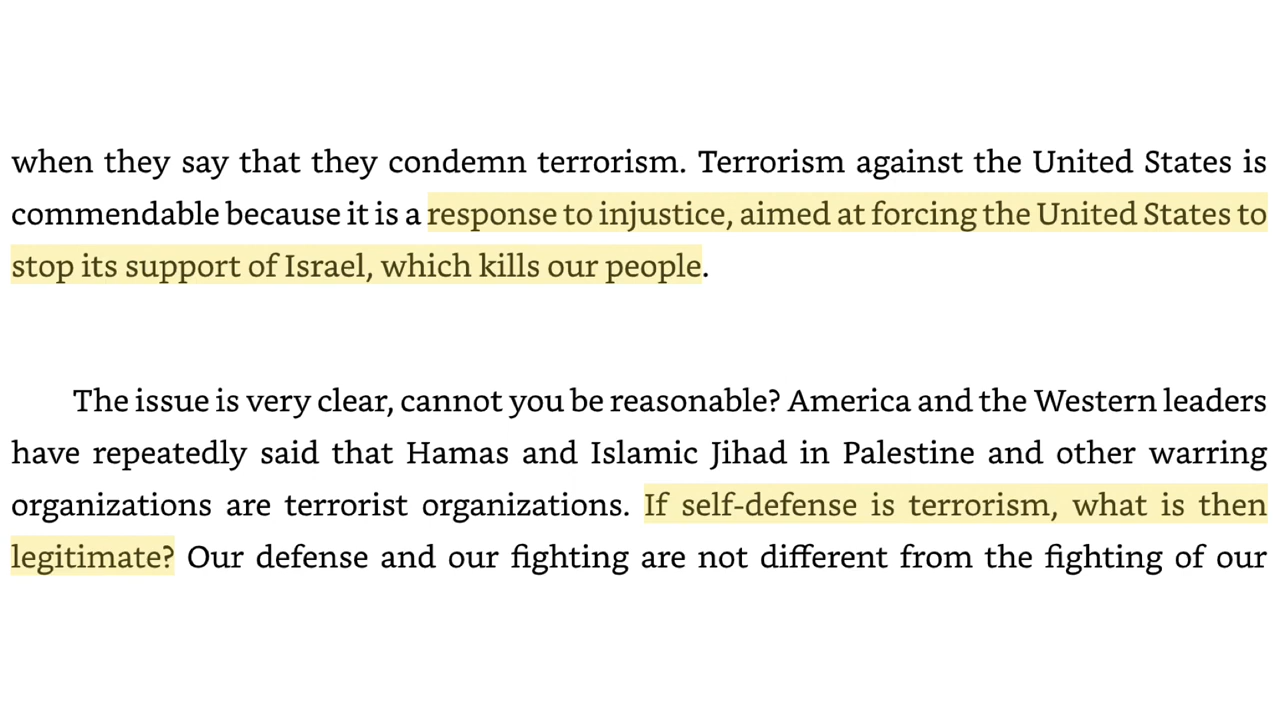 when they say that they condemn terrorism. Terrorism against the United States is
commendable because it is a response to injustice, aimed at forcing the United States to
stop its support of Israel, which kills our people.
The issue is very clear, cannot you be reasonable? America and the Western leaders
have repeatedly said that Hamas and Islamic Jihad in Palestine and other warring
organizations are terrorist organizations. If self-defense is terrorism, what is then
legitimate? Our defense and our fighting are not different from the fighting of our